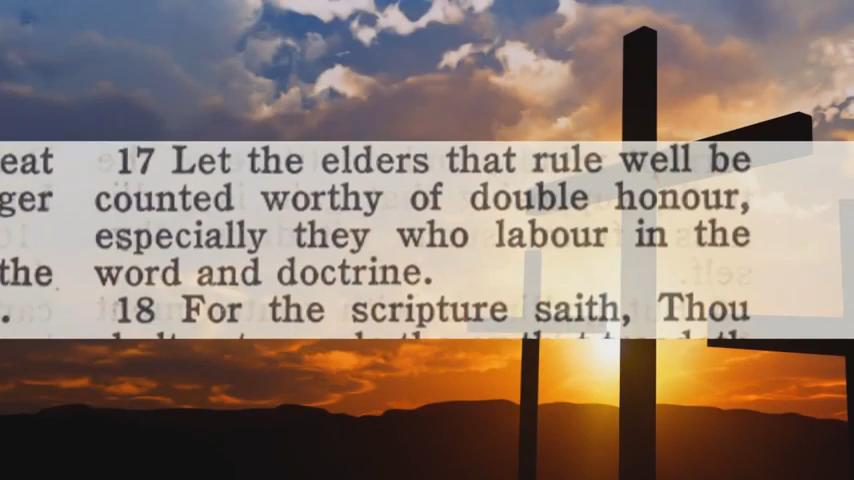 eat
ger
the
.
17 Let the elders that rule well be
counted worthy of double honour,
especially they who labour in the
word and doctrine.
18 For the scripture saith, Thou